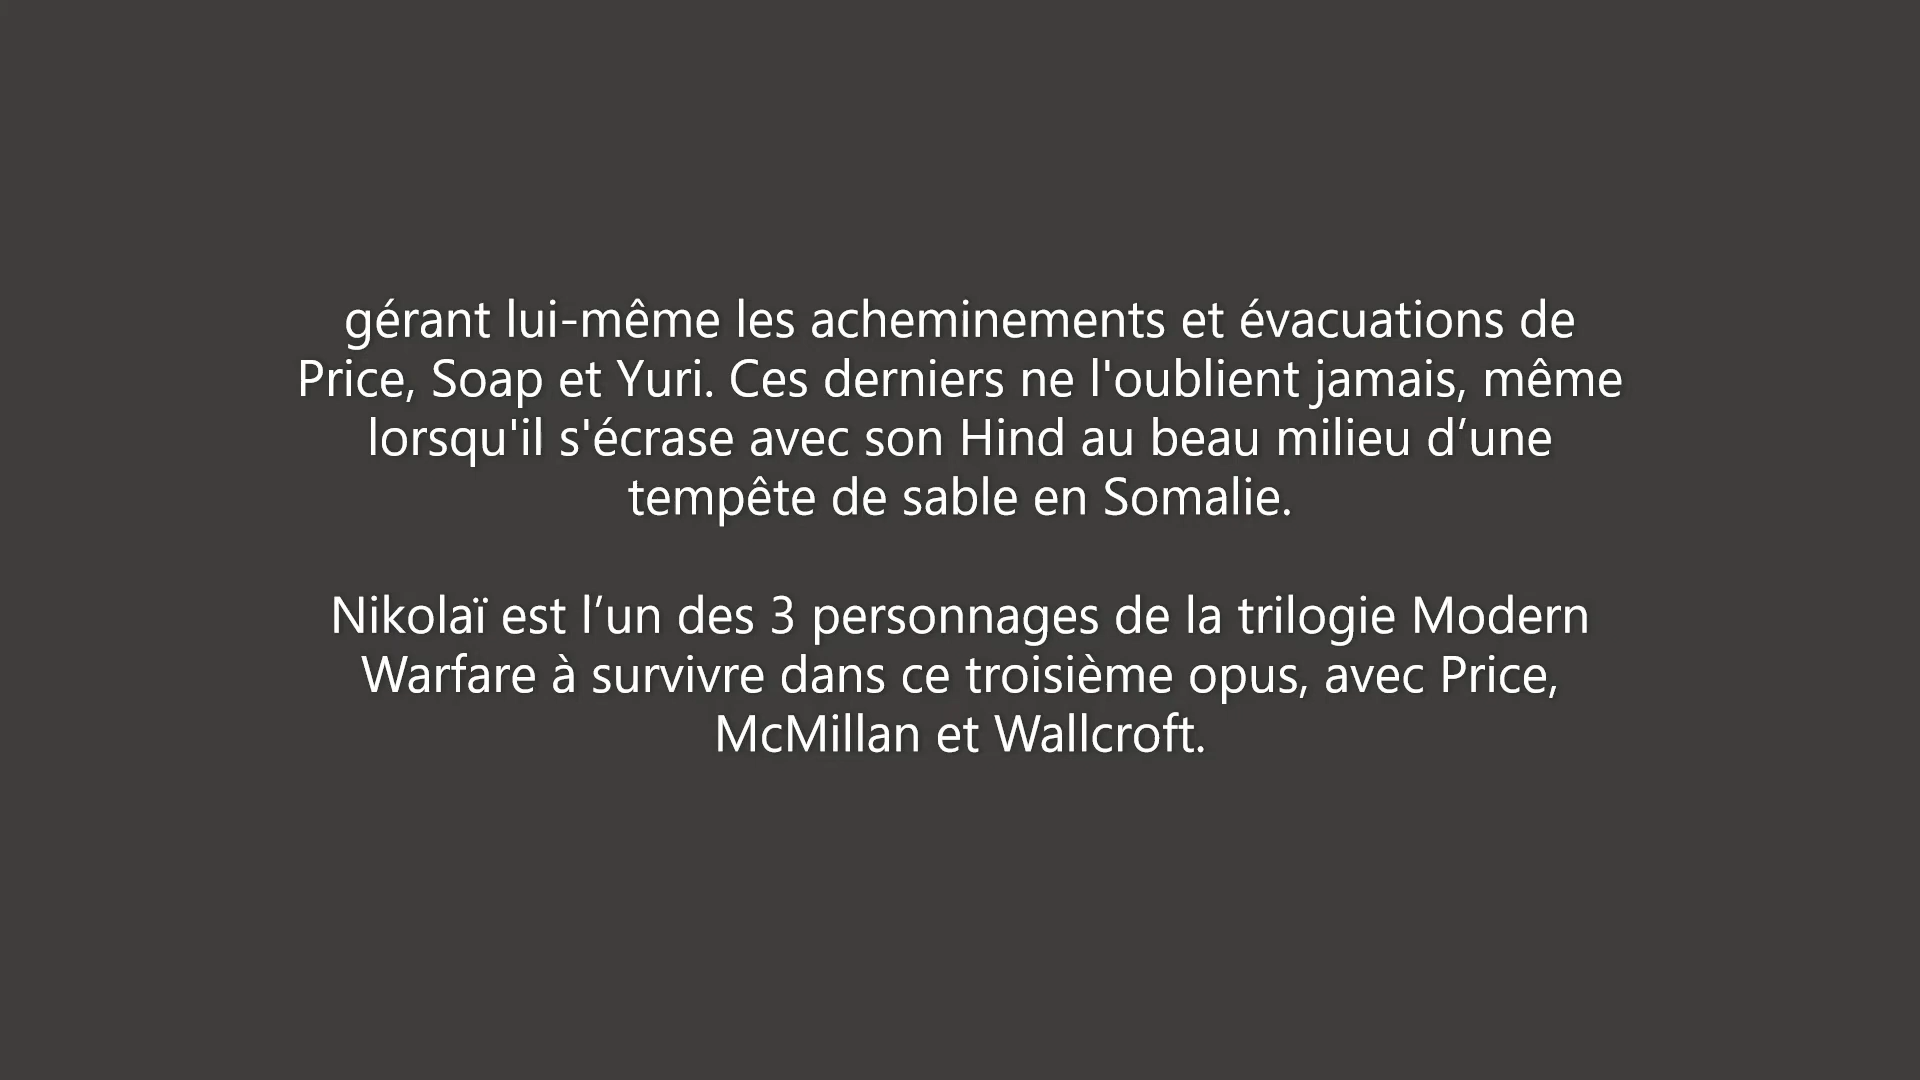 gérant lui-même les acheminements et évacuations de
Price, Soap et Yuri. Ces derniers ne l'oublient jamais, même
lorsqu'il s'écrase avec son Hind au beau milieu d’une
tempête de sable en Somalie.
Nikolaï est l’un des 3 personnages de la trilogie Modern
Warfare à survivre dans ce troisième opus, avec Price,
McMillan et Wallcroft.